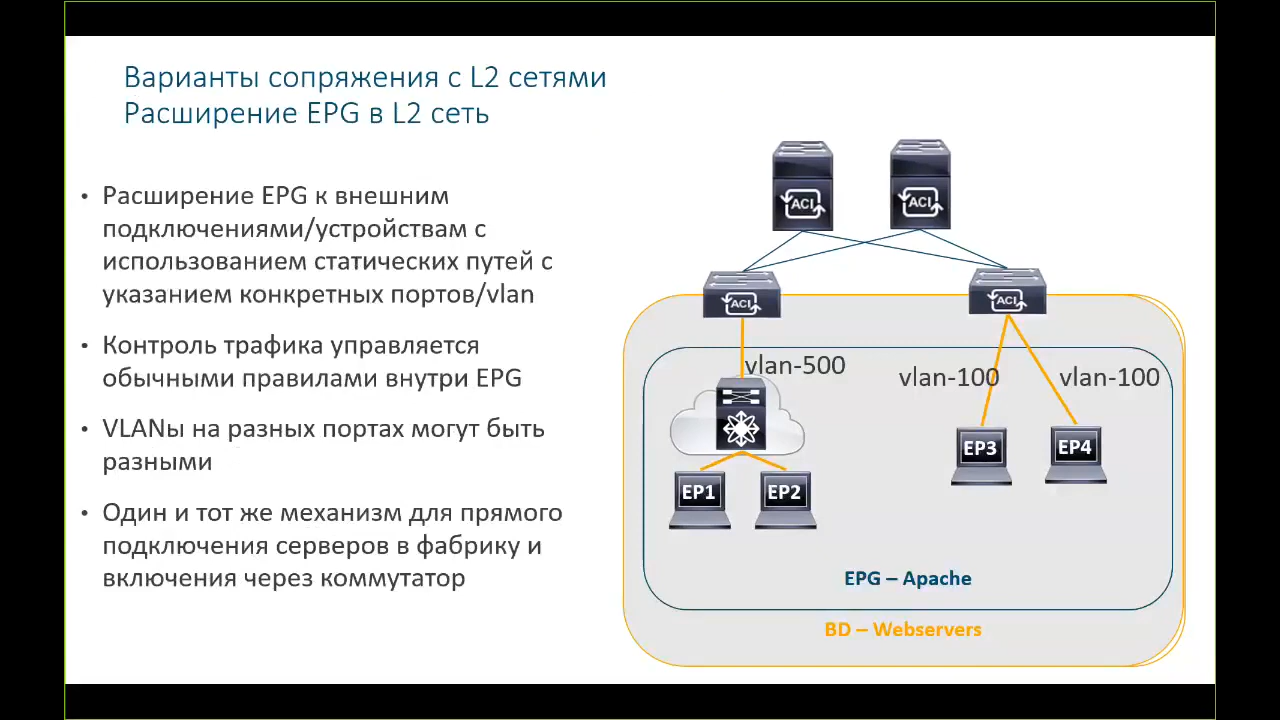 Варианты сопряжения с L2 сетями
Расширение EPG в L2 сеть
• Расширение EPG к внешним
подключениями/устройствам с
использованием статических путей с
указанием конкретных портов/vlan
• Контроль трафика управляется
обычными правилами внутри EPG
• VLANы на разных портах могут быть
разными
• Один и тот же механизм для прямого
подключения серверов в фабрику и
включения через коммутатор
ACI
ACI
ACI
ACI
vlan-500
vlan-100
vlan-100
EP3
EP4
EP1
EP2
EPG – Apache
BD – Webservers